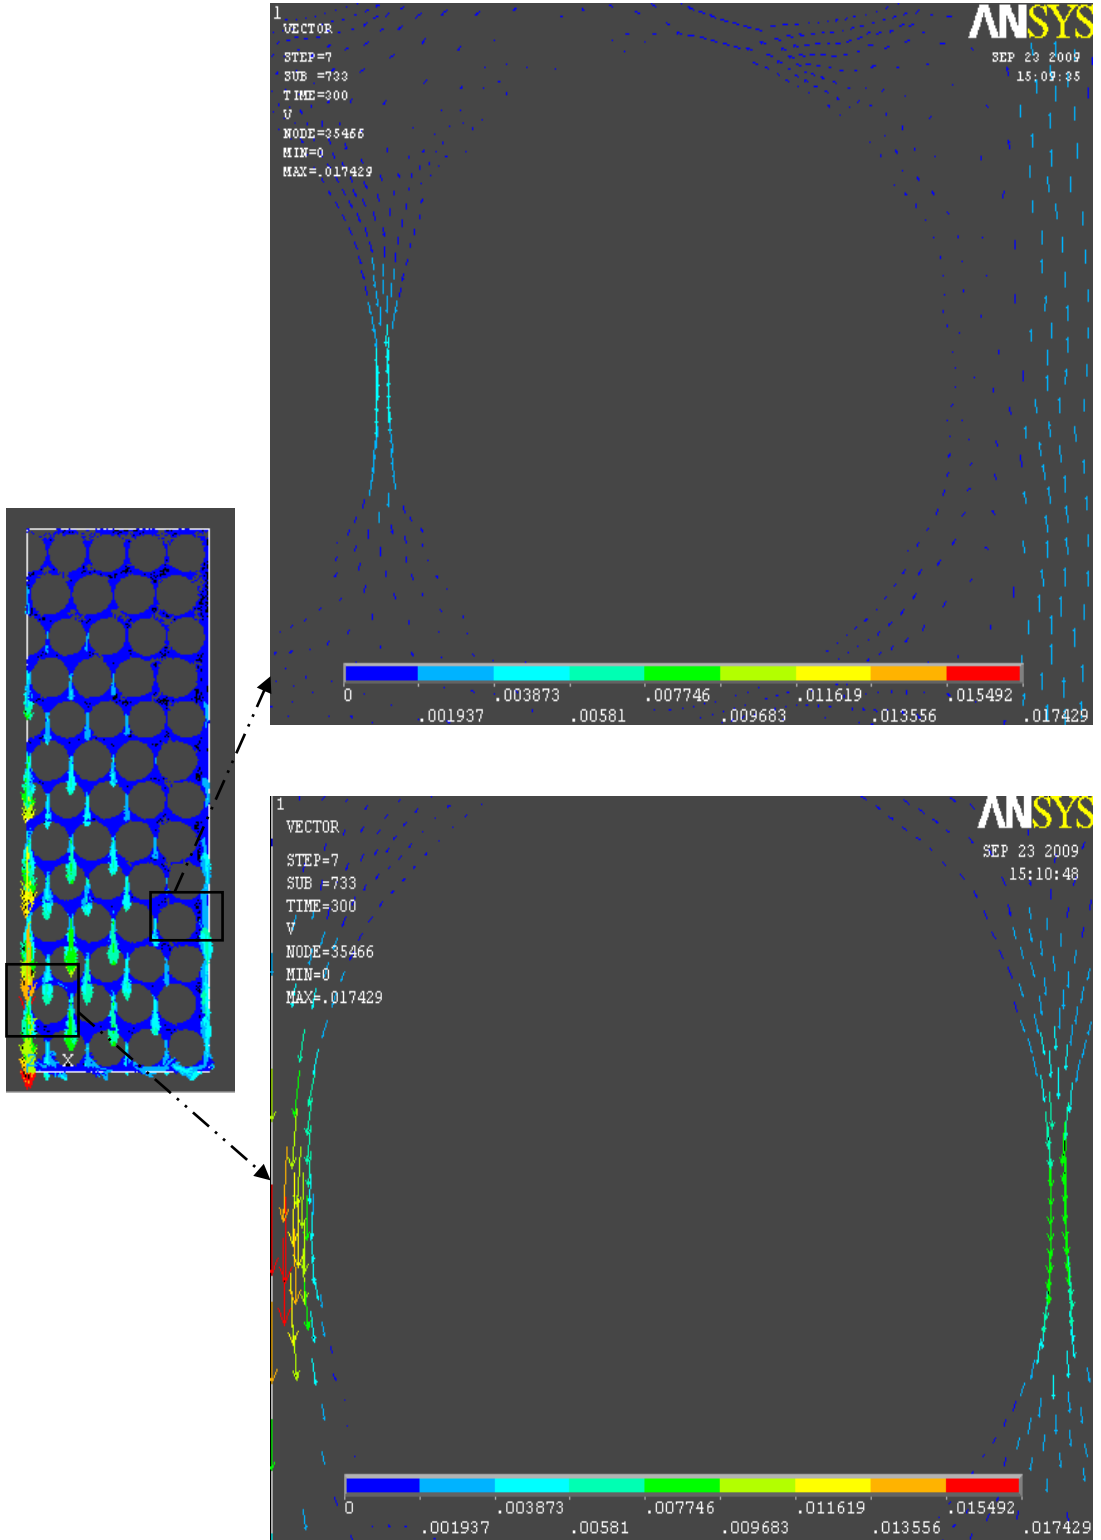 1
VECTOR
STEP=7
SUB =733
TIME=300
V
NODE=35466
MIN=0
MAX=.017429
ANSYS
SEP 23 2009
15:09:35
0 .003873 .007746 .011619 .015492
.001937 .00581 .009683 .013556 .017429
X
1
VECTOR
STEP=7
SUB =733
TIME=300
V
NODE=35466
MIN=0
MAX=.017429
ANSYS
SEP 23 2009
15:10:48
0 .003873 .007746 .011619 .015492
.001937 .00581 .009683 .013556 .017429